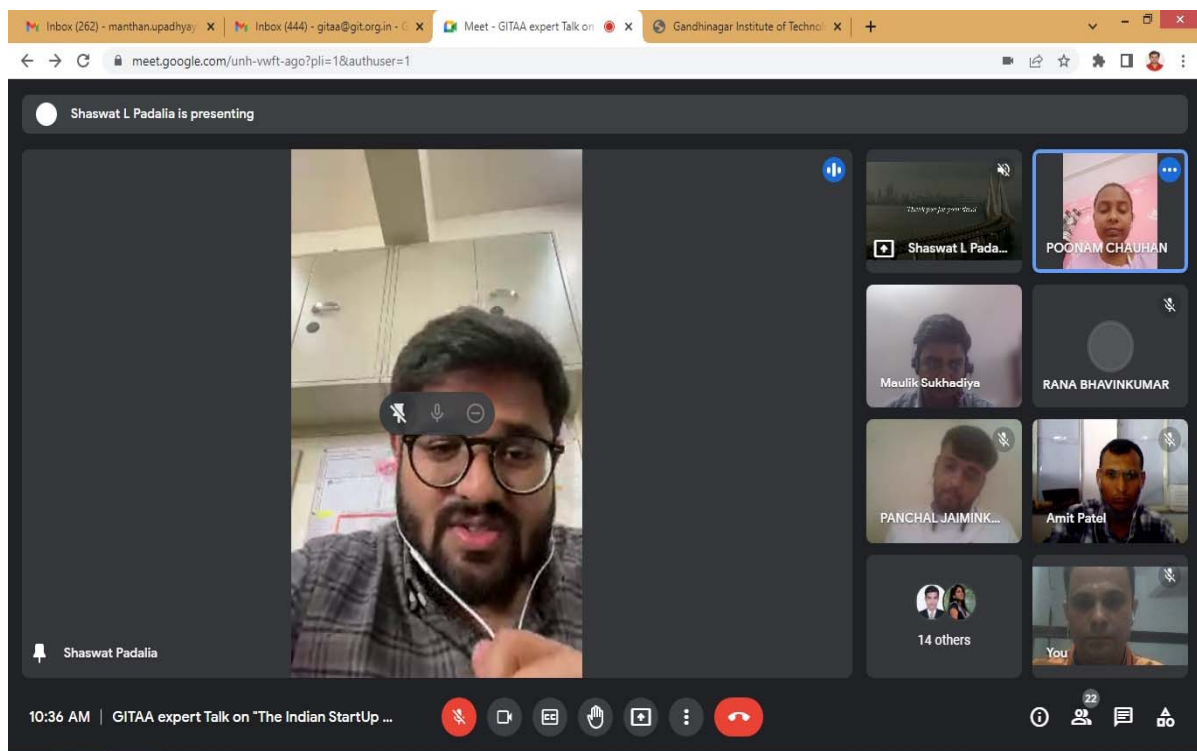 Inbox (262) - manthan.upadhyay
Inbox (444) - gitaa@git.org.in - G
Meet - GITAA expert Talk on
Gandhinagar Institute of Technol
meet.google.com/unh-vwft-ago?pli=1&authuser=1
Shaswat L Padalia is presenting
Shaswat L Pada...
POONAM CHAUHAN
Maulik Sukhadiya
RANA BHAVINKUMAR
PANCHAL JAIMINK...
Amit Patel
14 others
You
Shaswat Padalia
10:36 AM | GITAA expert Talk on "The Indian StartUp ...
CC
22